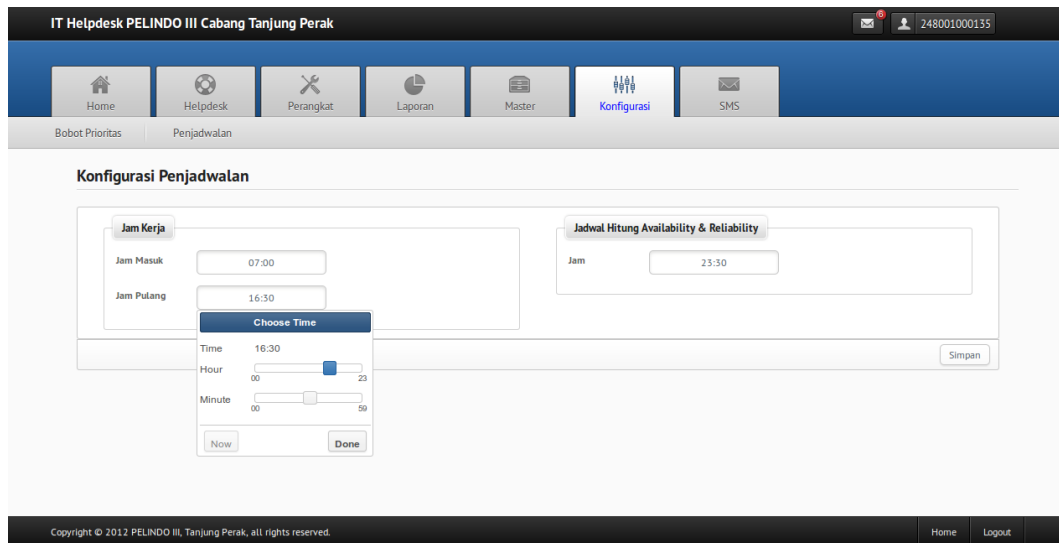 IT Helpdesk PELINDO III Cabang Tanjung Perak
6
248001000135
Home
Helpdesk
Perangkat
Laporan
Master
Konfigurasi
SMS
Bobot Prioritas
Penjadwalan
Konfigurasi Penjadwalan
Jam Kerja
Jam Masuk
07:00
Jam Pulang
16:30
Choose Time
Time 16:30
Hour
00 23
Minute
00 59
Now
Done
Jadwal Hitung Availability & Reliability
Jam
23:30
Simpan
Copyright © 2012 PELINDO III, Tanjung Perak, all rights reserved.
Home
Logout